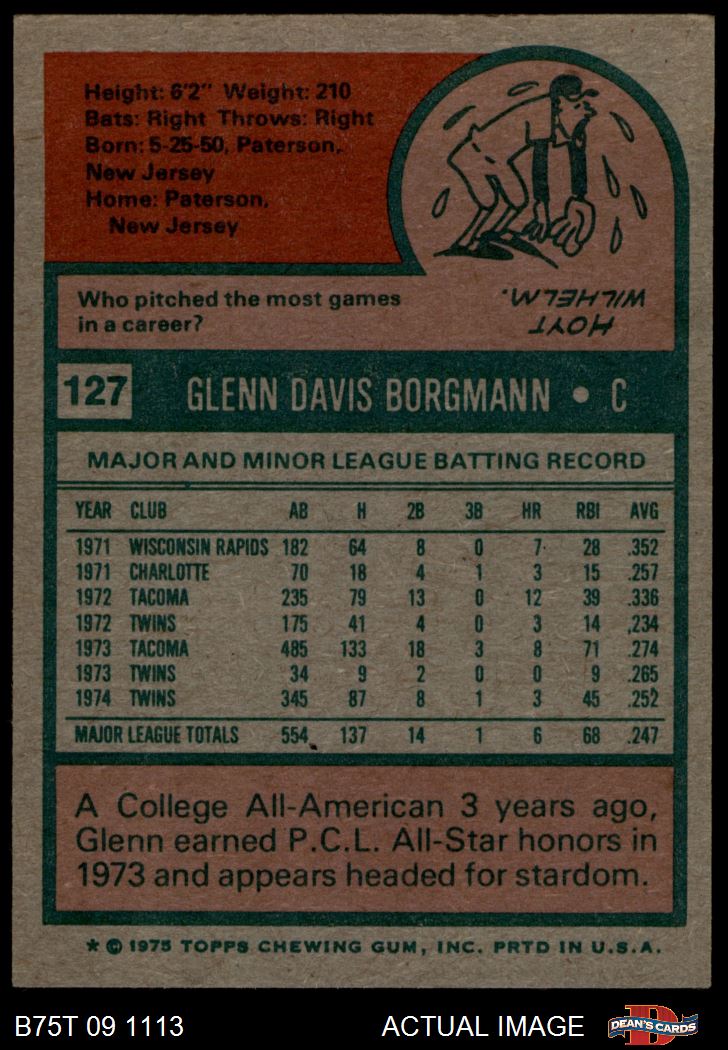 Height: 6'2" Weight: 210
Bats: Right Throws: Right
Born: 5-25-50, Paterson,
New Jersey
Home: Paterson,
New Jersey
Who pitched the most games
in a career?
HOYT
WILHELM.
127 GLENN DAVIS BORGMANN • C
MAJOR AND MINOR LEAGUE BATTING RECORD
YEAR CLUB AB H 2B 3B HR RBI AVG
1971 WISCONSIN RAPIDS 182 64 8 0 7 28 .352
1971 CHARLOTTE 70 18 4 1 3 15 .257
1972 TACOMA 235 79 13 0 12 39 .336
1972 TWINS 175 41 4 0 3 14 .234
1973 TACOMA 485 133 18 3 8 71 .274
1973 TWINS 34 9 2 0 0 9 .265
1974 TWINS 345 87 8 1 3 45 .252
MAJOR LEAGUE TOTALS 554 137 14 1 6 68 .247
A College All-American 3 years ago,
Glenn earned P.C.L. All-Star honors in
1973 and appears headed for stardom.
* © 1975 TOPPS CHEWING GUM, INC. PRTD IN U.S.A.
B75T 09 1113 ACTUAL IMAGE DEAN'S CARDS